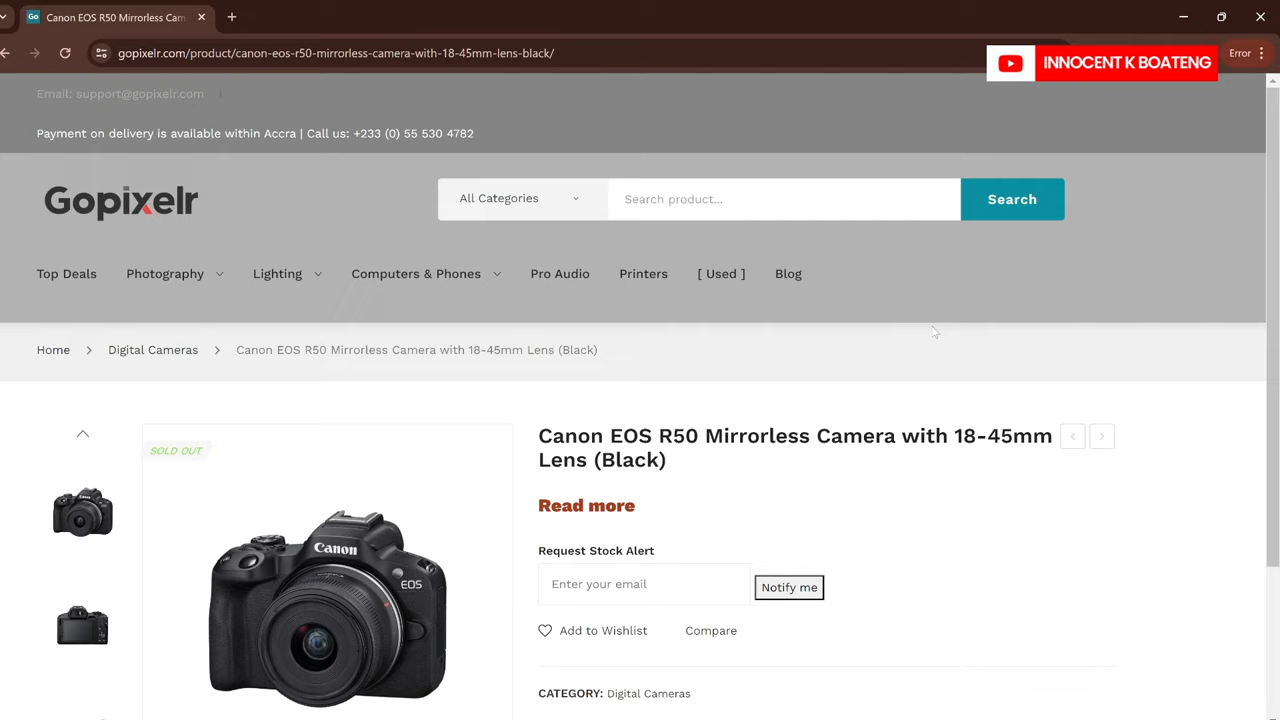 Go Canon EOS R50 Mirrorless Cam
gopixelr.com/product/canon-eos-r50-mirrorless-camera-with-18-45mm-lens-black/
Error
INNOCENT K BOATENG
Email: support@gopixelr.com |
Payment on delivery is available within Accra | Call us: +233 (0) 55 530 4782
Gopixelr
All Categories
Search product...
Search
Top Deals
Photography
Lighting
Computers & Phones
Pro Audio
Printers
[ Used ]
Blog
Home > Digital Cameras > Canon EOS R50 Mirrorless Camera with 18-45mm Lens (Black)
SOLD OUT
Canon
EOS
Canon EOS R50 Mirrorless Camera with 18-45mm
Lens (Black)
Read more
Request Stock Alert
Enter your email
Notify me
Add to Wishlist
Compare
CATEGORY: Digital Cameras